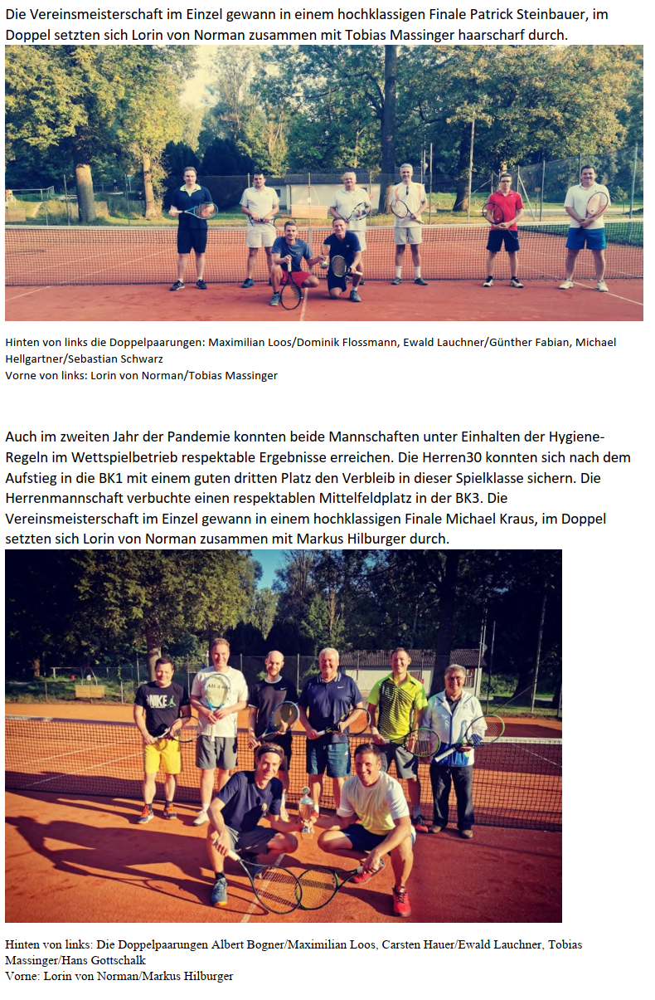 Die Vereinsmeisterschaft im Einzel gewann in einem hochklassigen Finale Patrick Steinbauer, im
Doppel setzten sich Lorin von Norman zusammen mit Tobias Massinger haarscharf durch.
Hinten von links die Doppelpaarungen: Maximilian Loos/Dominik Flossmann, Ewald Lauchner/Günther Fabian, Michael
Hellgartner/Sebastian Schwarz
Vorne von links: Lorin von Norman/Tobias Massinger
Auch im zweiten Jahr der Pandemie konnten beide Mannschaften unter Einhalten der Hygiene-
Regeln im Wettspielbetrieb respektable Ergebnisse erreichen. Die Herren30 konnten sich nach dem
Aufstieg in die BK1 mit einem guten dritten Platz den Verbleib in dieser Spielklasse sichern. Die
Herrenmannschaft verbuchte einen respektablen Mittelfeldplatz in der BK3. Die
Vereinsmeisterschaft im Einzel gewann in einem hochklassigen Finale Michael Kraus, im Doppel
setzten sich Lorin von Norman zusammen mit Markus Hilburger durch.
NIKE
Hinten von links: Die Doppelpaarungen Albert Bogner/Maximilian Loos, Carsten Hauer/Ewald Lauchner, Tobias
Massinger/Hans Gottschalk
Vorne: Lorin von Norman/Markus Hilburger